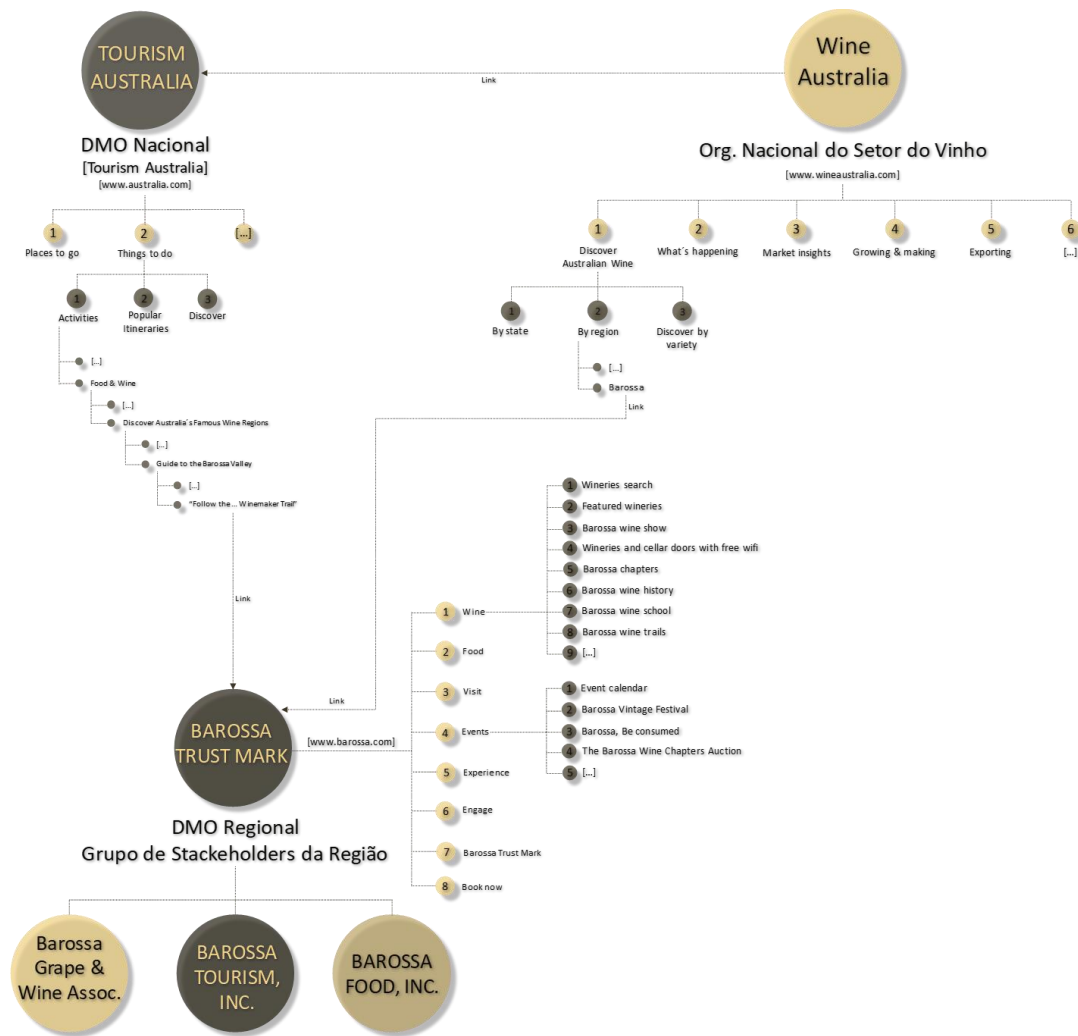 TOURISM
AUSTRALIA
Wine
Australia
Link
DMO Nacional
[Tourism Australia]
[www.australia.com]
Org. Nacional do Setor do Vinho
[www.wineaustralia.com]
1
Places to go
2
Things to do
[...]
1
Discover
Australian Wine
2
What´s happening
3
Market insights
4
Growing & making
5
Exporting
6
[...]
1
Activities
2
Popular
Itineraries
3
Discover
1
By state
2
By region
3
Discover by
variety
[...]
Food & Wine
[...]
Discover Australia´s Famous Wine Regions
[...]
Guide to the Barossa Valley
[...]
"Follow the ... Winemaker Trail"
[...]
Barossa
Link
Link
Link
BAROSSA
TRUST MARK
[www.barossa.com]
DMO Regional
Grupo de Stackeholders da Região
1 Wine
2 Food
3 Visit
4 Events
5 Experience
6 Engage
7 Barossa Trust Mark
8 Book now
1 Wineries search
2 Featured wineries
3 Barossa wine show
4 Wineries and cellar doors with free wifi
5 Barossa chapters
6 Barossa wine history
7 Barossa wine school
8 Barossa wine trails
9 [...]
1 Event calendar
2 Barossa Vintage Festival
3 Barossa, Be consumed
4 The Barossa Wine Chapters Auction
5 [...]
Barossa
Grape &
Wine Assoc.
BAROSSA
TOURISM,
INC.
BAROSSA
FOOD, INC.